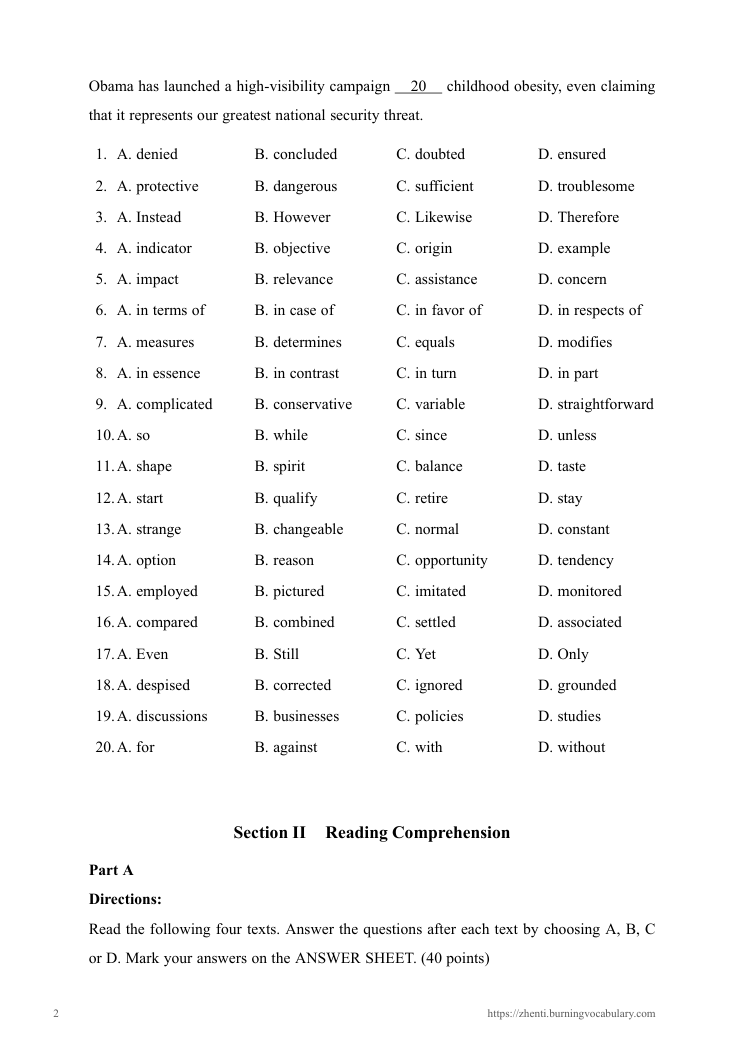 Obama has launched a high-visibility campaign __20__ childhood obesity, even claiming
that it represents our greatest national security threat.
1. A. denied B. concluded C. doubted D. ensured
2. A. protective B. dangerous C. sufficient D. troublesome
3. A. Instead B. However C. Likewise D. Therefore
4. A. indicator B. objective C. origin D. example
5. A. impact B. relevance C. assistance D. concern
6. A. in terms of B. in case of C. in favor of D. in respects of
7. A. measures B. determines C. equals D. modifies
8. A. in essence B. in contrast C. in turn D. in part
9. A. complicated B. conservative C. variable D. straightforward
10. A. so B. while C. since D. unless
11. A. shape B. spirit C. balance D. taste
12. A. start B. qualify C. retire D. stay
13. A. strange B. changeable C. normal D. constant
14. A. option B. reason C. opportunity D. tendency
15. A. employed B. pictured C. imitated D. monitored
16. A. compared B. combined C. settled D. associated
17. A. Even B. Still C. Yet D. Only
18. A. despised B. corrected C. ignored D. grounded
19. A. discussions B. businesses C. policies D. studies
20. A. for B. against C. with D. without
Section II Reading Comprehension
Part A
Directions:
Read the following four texts. Answer the questions after each text by choosing A, B, C
or D. Mark your answers on the ANSWER SHEET. (40 points)
2 https://zhenti.burningvocabulary.com